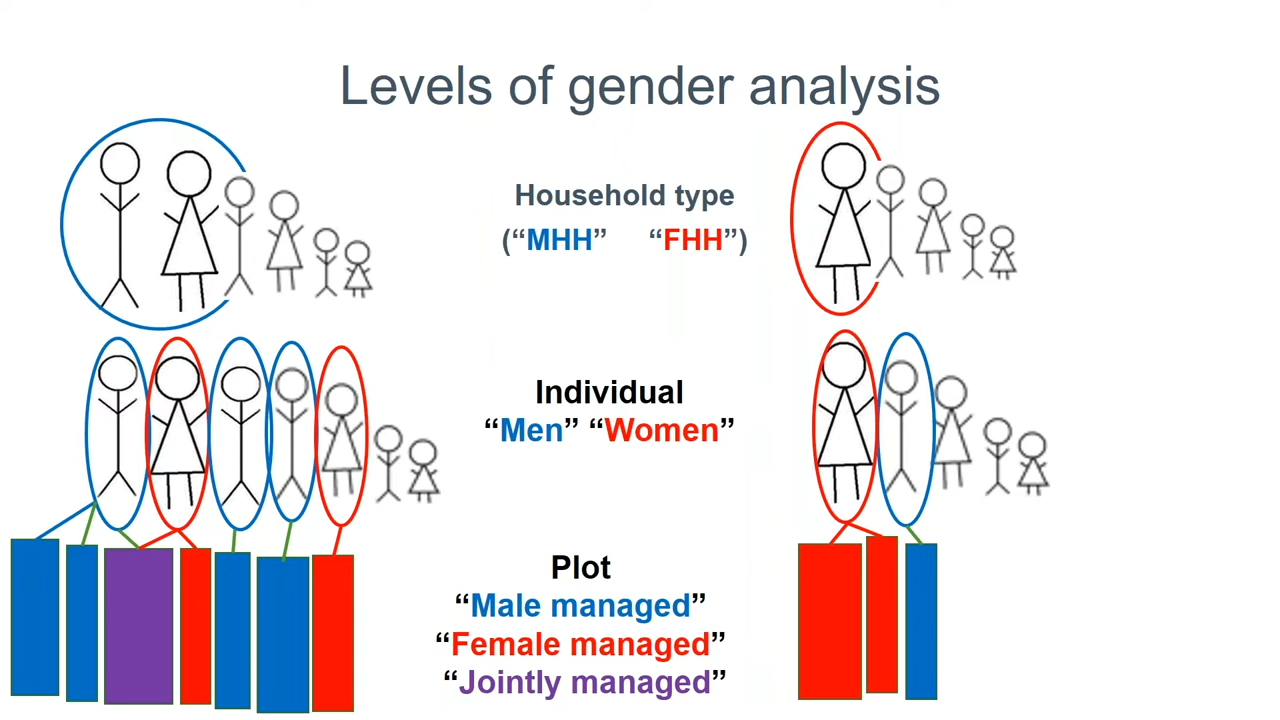 Levels of gender analysis
Household type
(“MHH” “FHH”)
Individual
“Men” “Women”
Plot
“Male managed”
“Female managed”
“Jointly managed”